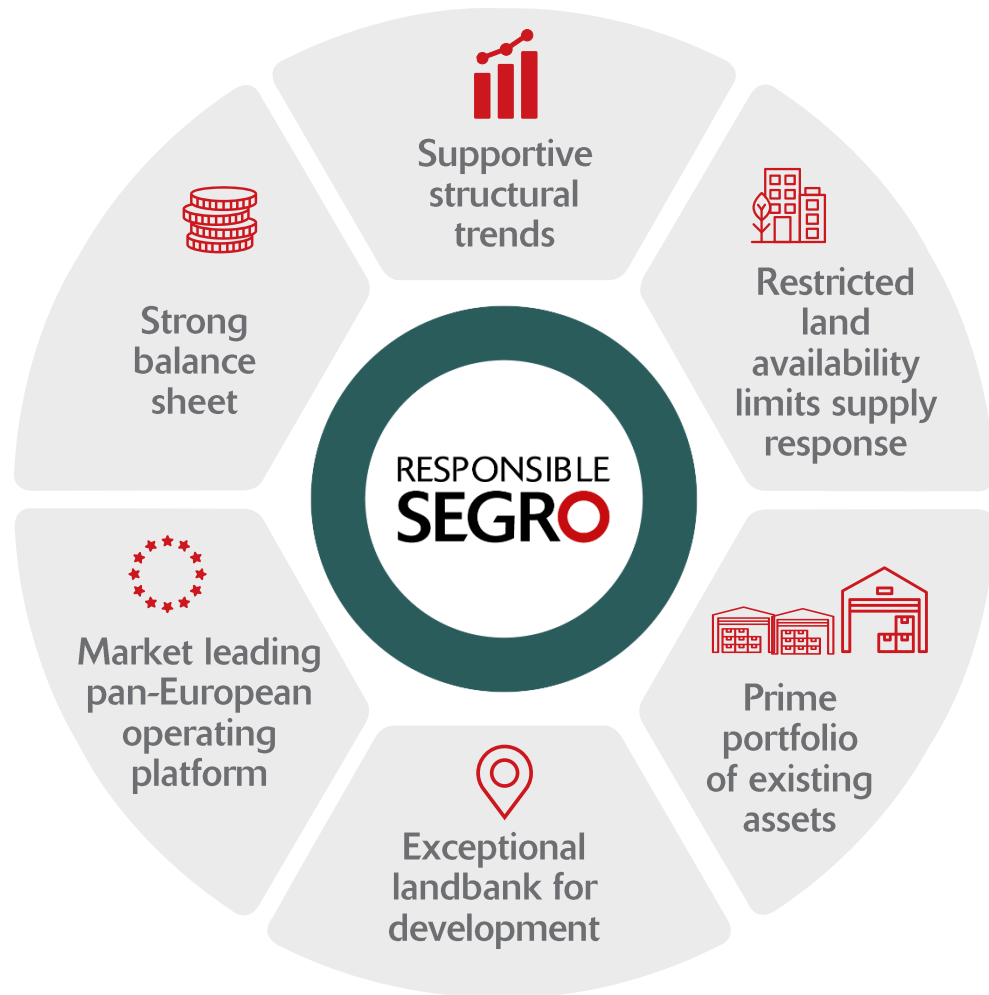 Supportive
structural
trends
Restricted
land
availability
limits supply
response
Prime
portfolio
of existing
assets
Exceptional
landbank for
development
Market leading
pan-European
operating
platform
Strong
balance
sheet
RESPONSIBLE
SEGRO